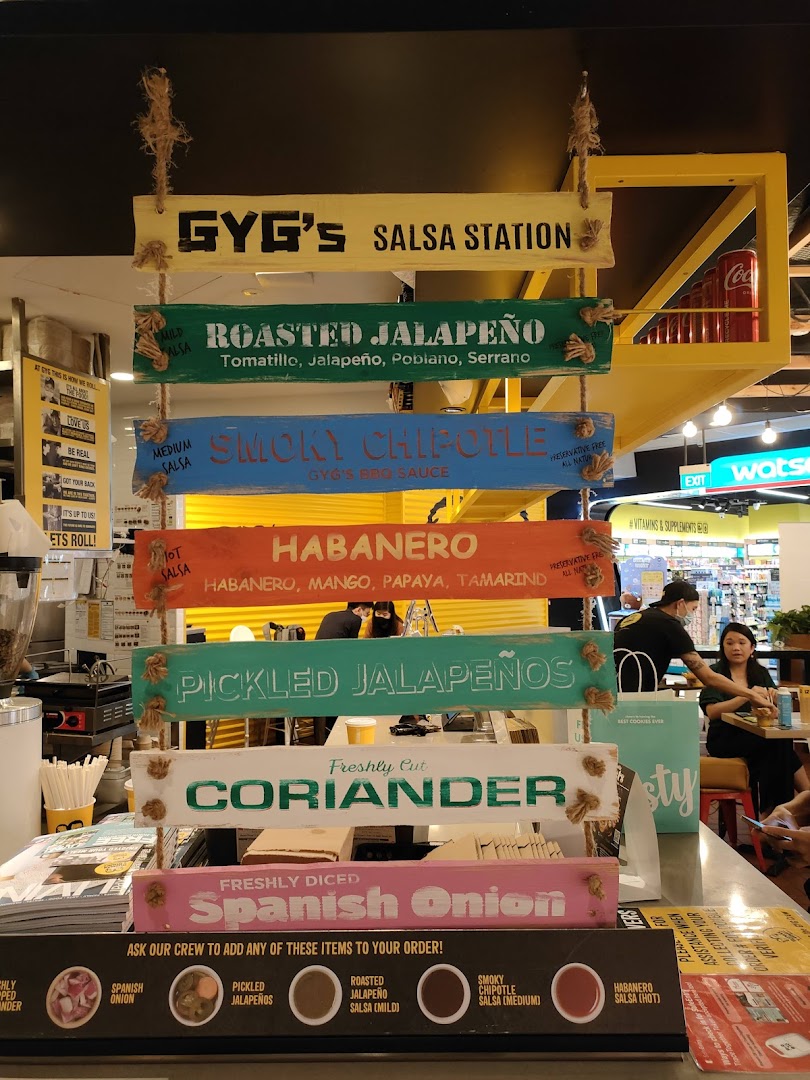 GYG's SALSA STATION
MILD SALSA
ROASTED JALAPEÑO
Tomatillo, Jalapeño, Poblano, Serrano
MEDIUM SALSA
SMOKY CHIPOTLE
GYG'S BBQ SAUCE
PRESERVATIVE FREE
ALL NATURAL
HOT SALSA
HABANERO
HABANERO, MANGO, PAPAYA, TAMARIND
PRESERVATIVE FREE
PICKLED JALAPEÑOS
Freshly Cut
CORIANDER
FRESHLY DICED
Spanish Onion
ASK OUR CREW TO ADD ANY OF THESE ITEMS TO YOUR ORDER!
SPANISH
ONION
PICKLED
JALAPEÑOS
ROASTED
JALAPEÑO
SALSA (MILD)
SMOKY
CHIPOTLE
SALSA (MEDIUM)
HABANERO
SALSA (HOT)
AT GYG THIS IS HOW WE ROLL...
LOVE US
BE REAL
GOT YOUR BACK
IT'S UP TO US!
LETS ROLL!
EXIT
wats
# VITAMINS & SUPPLEMENTS
BEST COOKIES EVER
sty